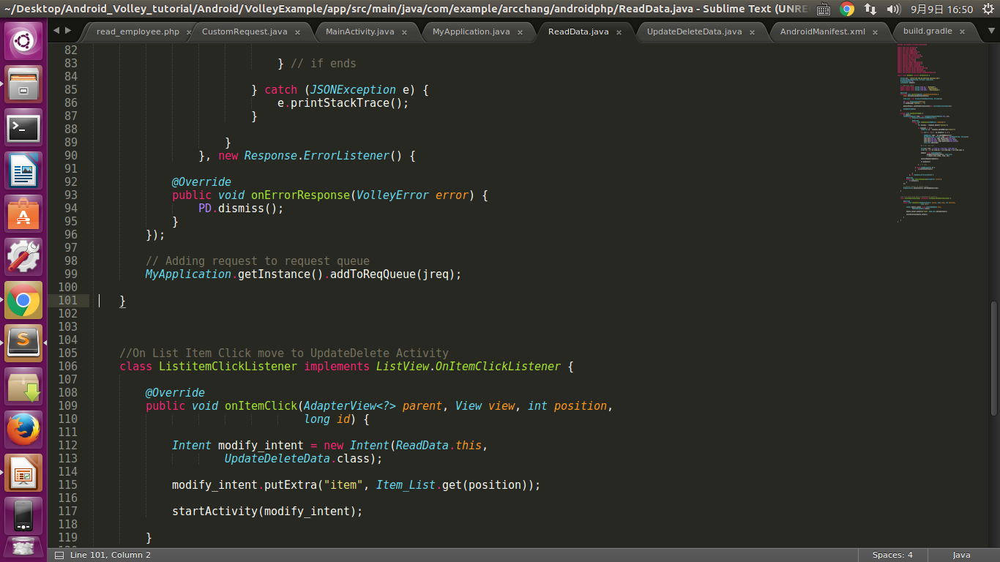 ~/Desktop/Android_Volley_tutorial/Android/VolleyExample/app/src/main/java/com/example/arcchang/androidphp/ReadData.java - Sublime Text (UNRE
9月9日 16:50
read_employee.php × CustomRequest.java × MainActivity.java × MyApplication.java × ReadData.java × UpdateDeleteData.java × AndroidManifest.xml × build.gradle ×
82
83 } // if ends
84
85 } catch (JSONException e) {
86 e.printStackTrace();
87 }
88
89 }
90 }, new Response.ErrorListener() {
91
92 @Override
93 public void onErrorResponse(VolleyError error) {
94 PD.dismiss();
95 }
96 });
97
98 // Adding request to request queue
99 MyApplication.getInstance().addToReqQueue(jreq);
100
101 }
102
103
104
105 //On List Item Click move to UpdateDelete Activity
106 class ListitemClickListener implements ListView.OnItemClickListener {
107
108 @Override
109 public void onItemClick(AdapterView<?> parent, View view, int position,
110 long id) {
111
112 Intent modify_intent = new Intent(ReadData.this,
113 UpdateDeleteData.class);
114
115 modify_intent.putExtra("item", Item_List.get(position));
116
117 startActivity(modify_intent);
118
119 }
Line 101, Column 2
Spaces: 4
Java